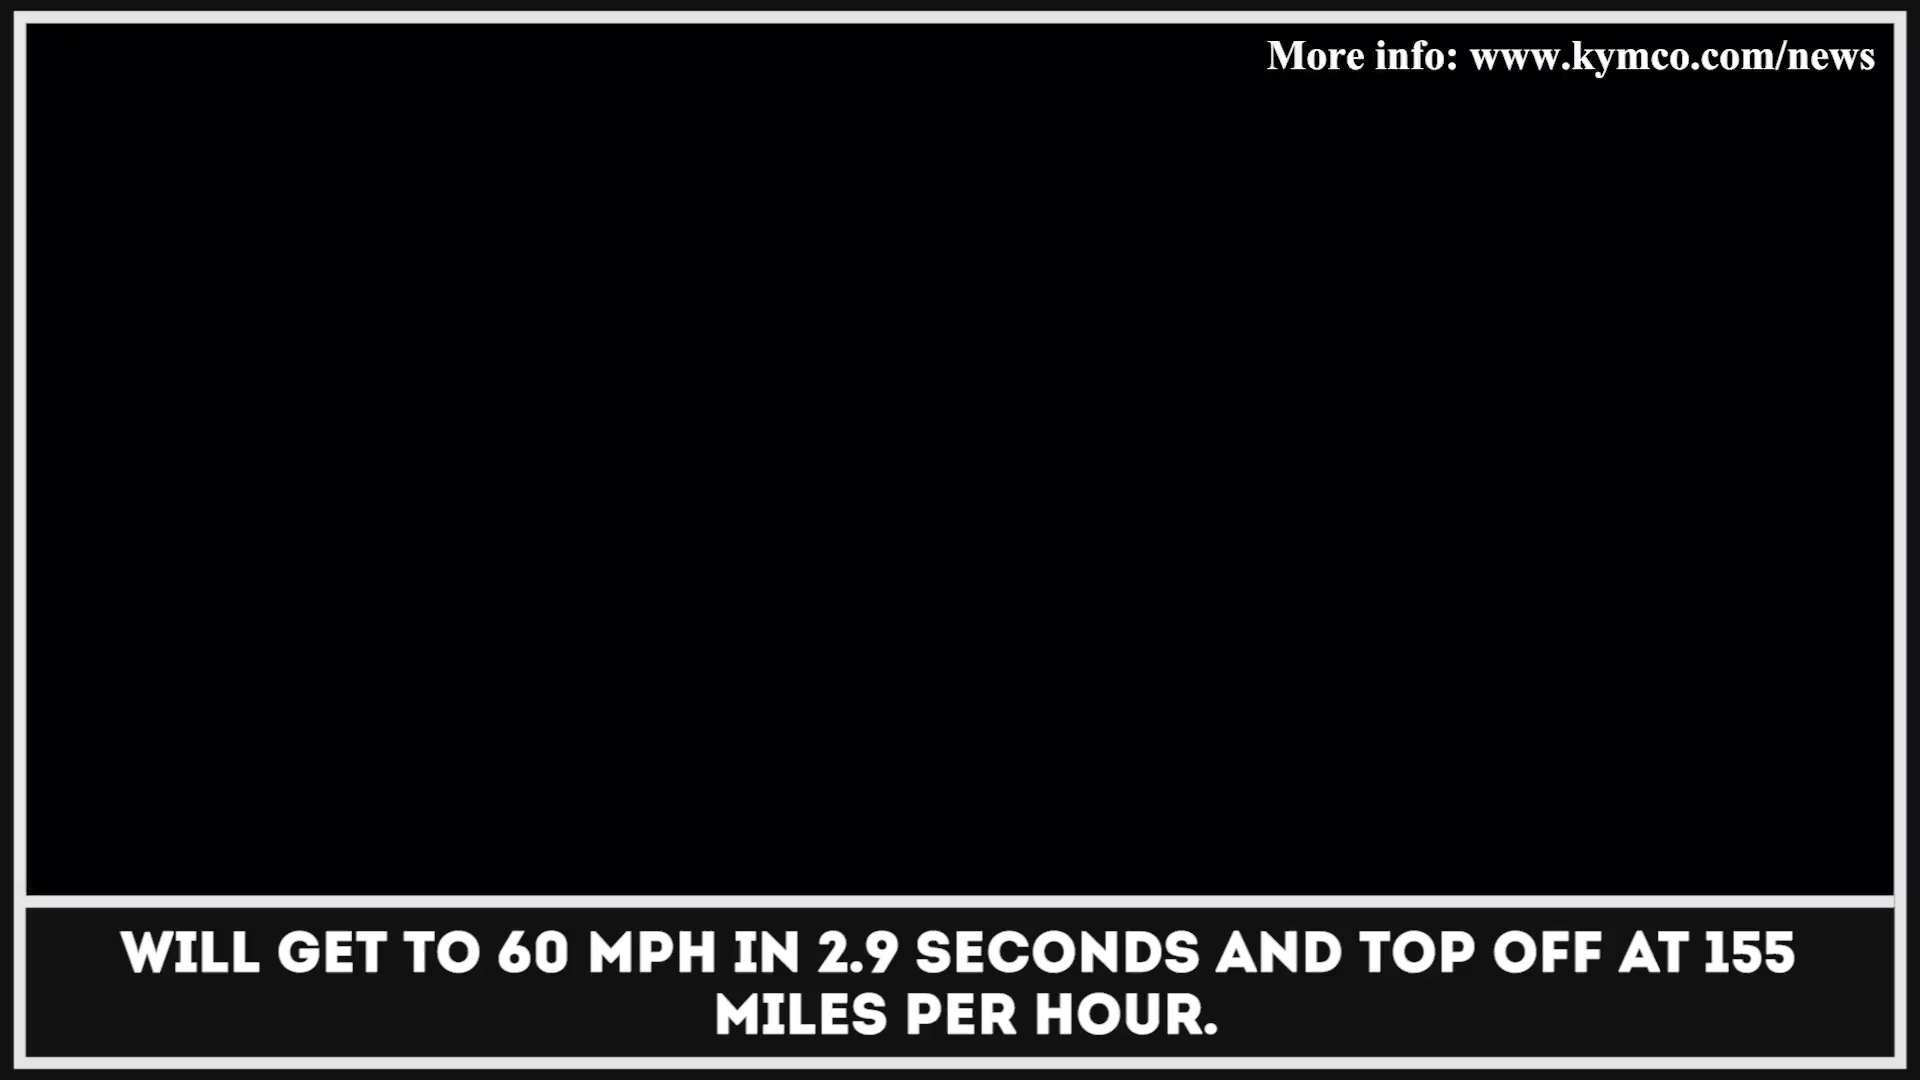 More info: www.kymco.com/news
WILL GET TO 60 MPH IN 2.9 SECONDS AND TOP OFF AT 155
MILES PER HOUR.